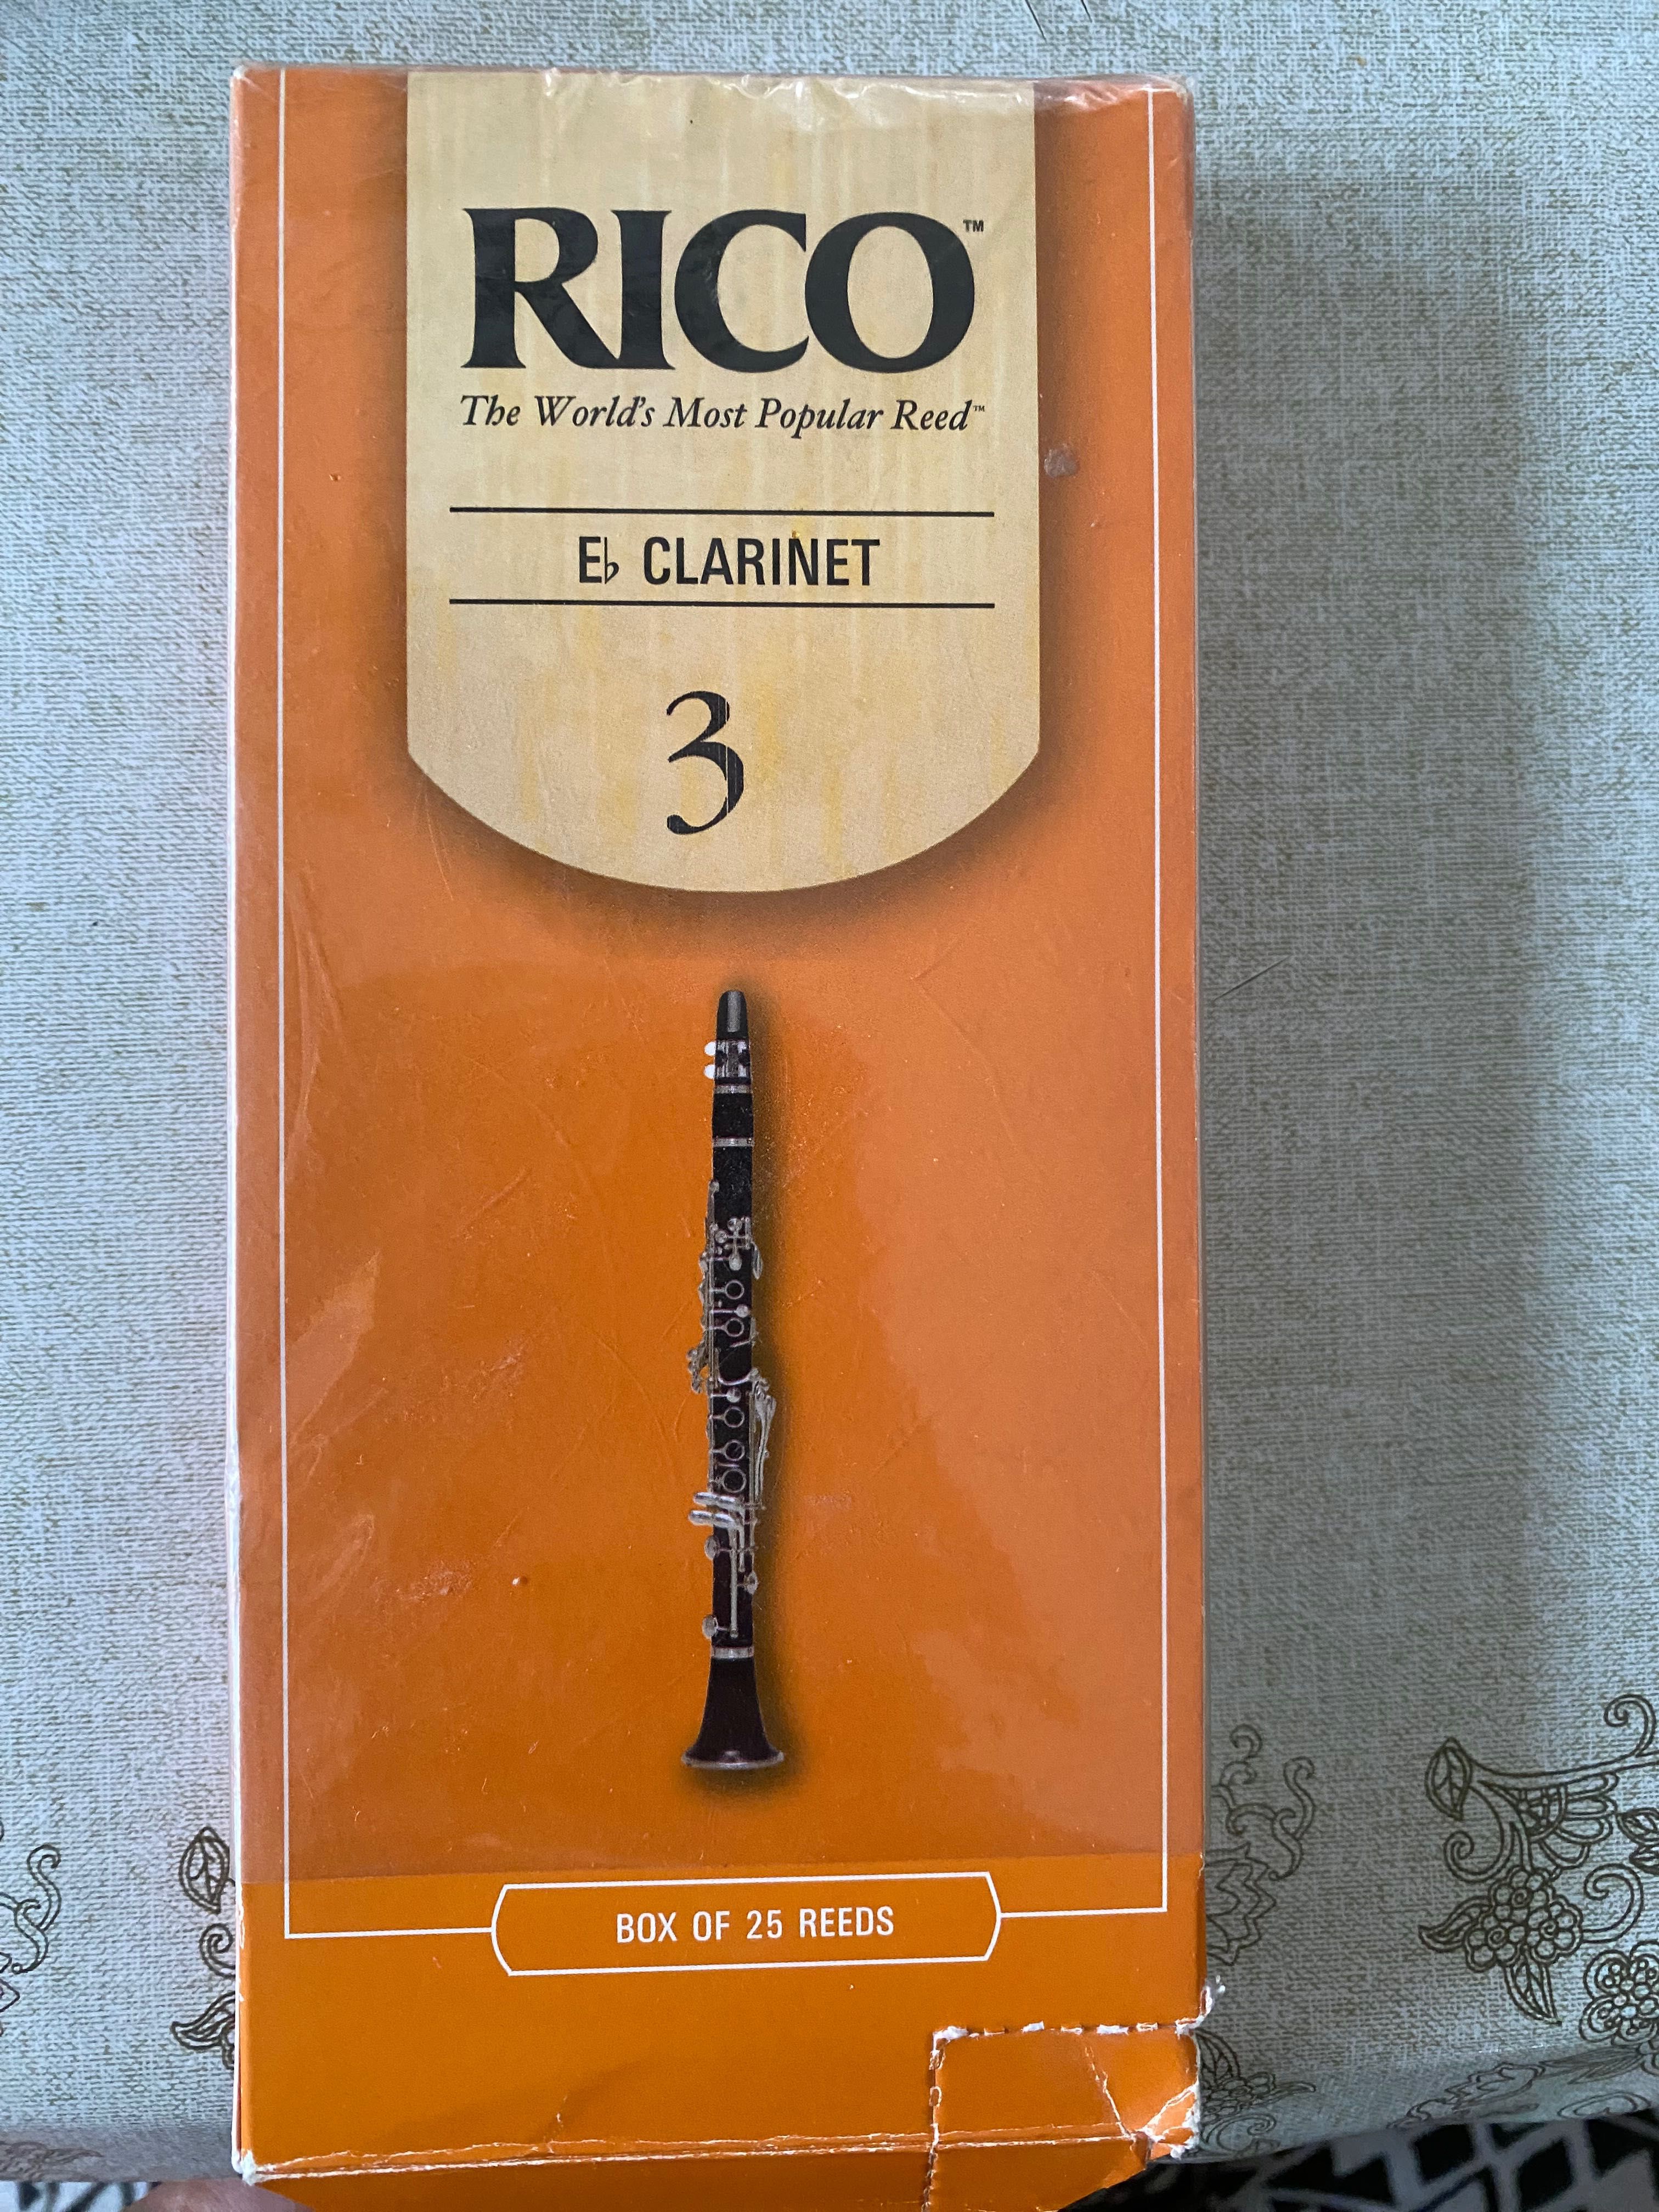 RICO™
The World's Most Popular Reed™
E♭ CLARINET
3
BOX OF 25 REEDS